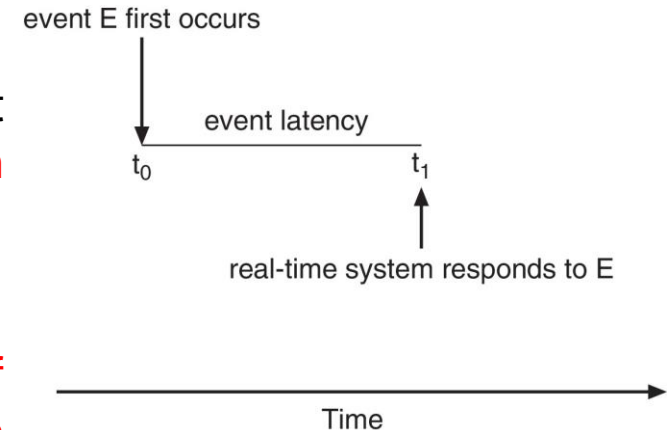 event E first occurs
event latency
t₀ t₁
real-time system responds to E
Time